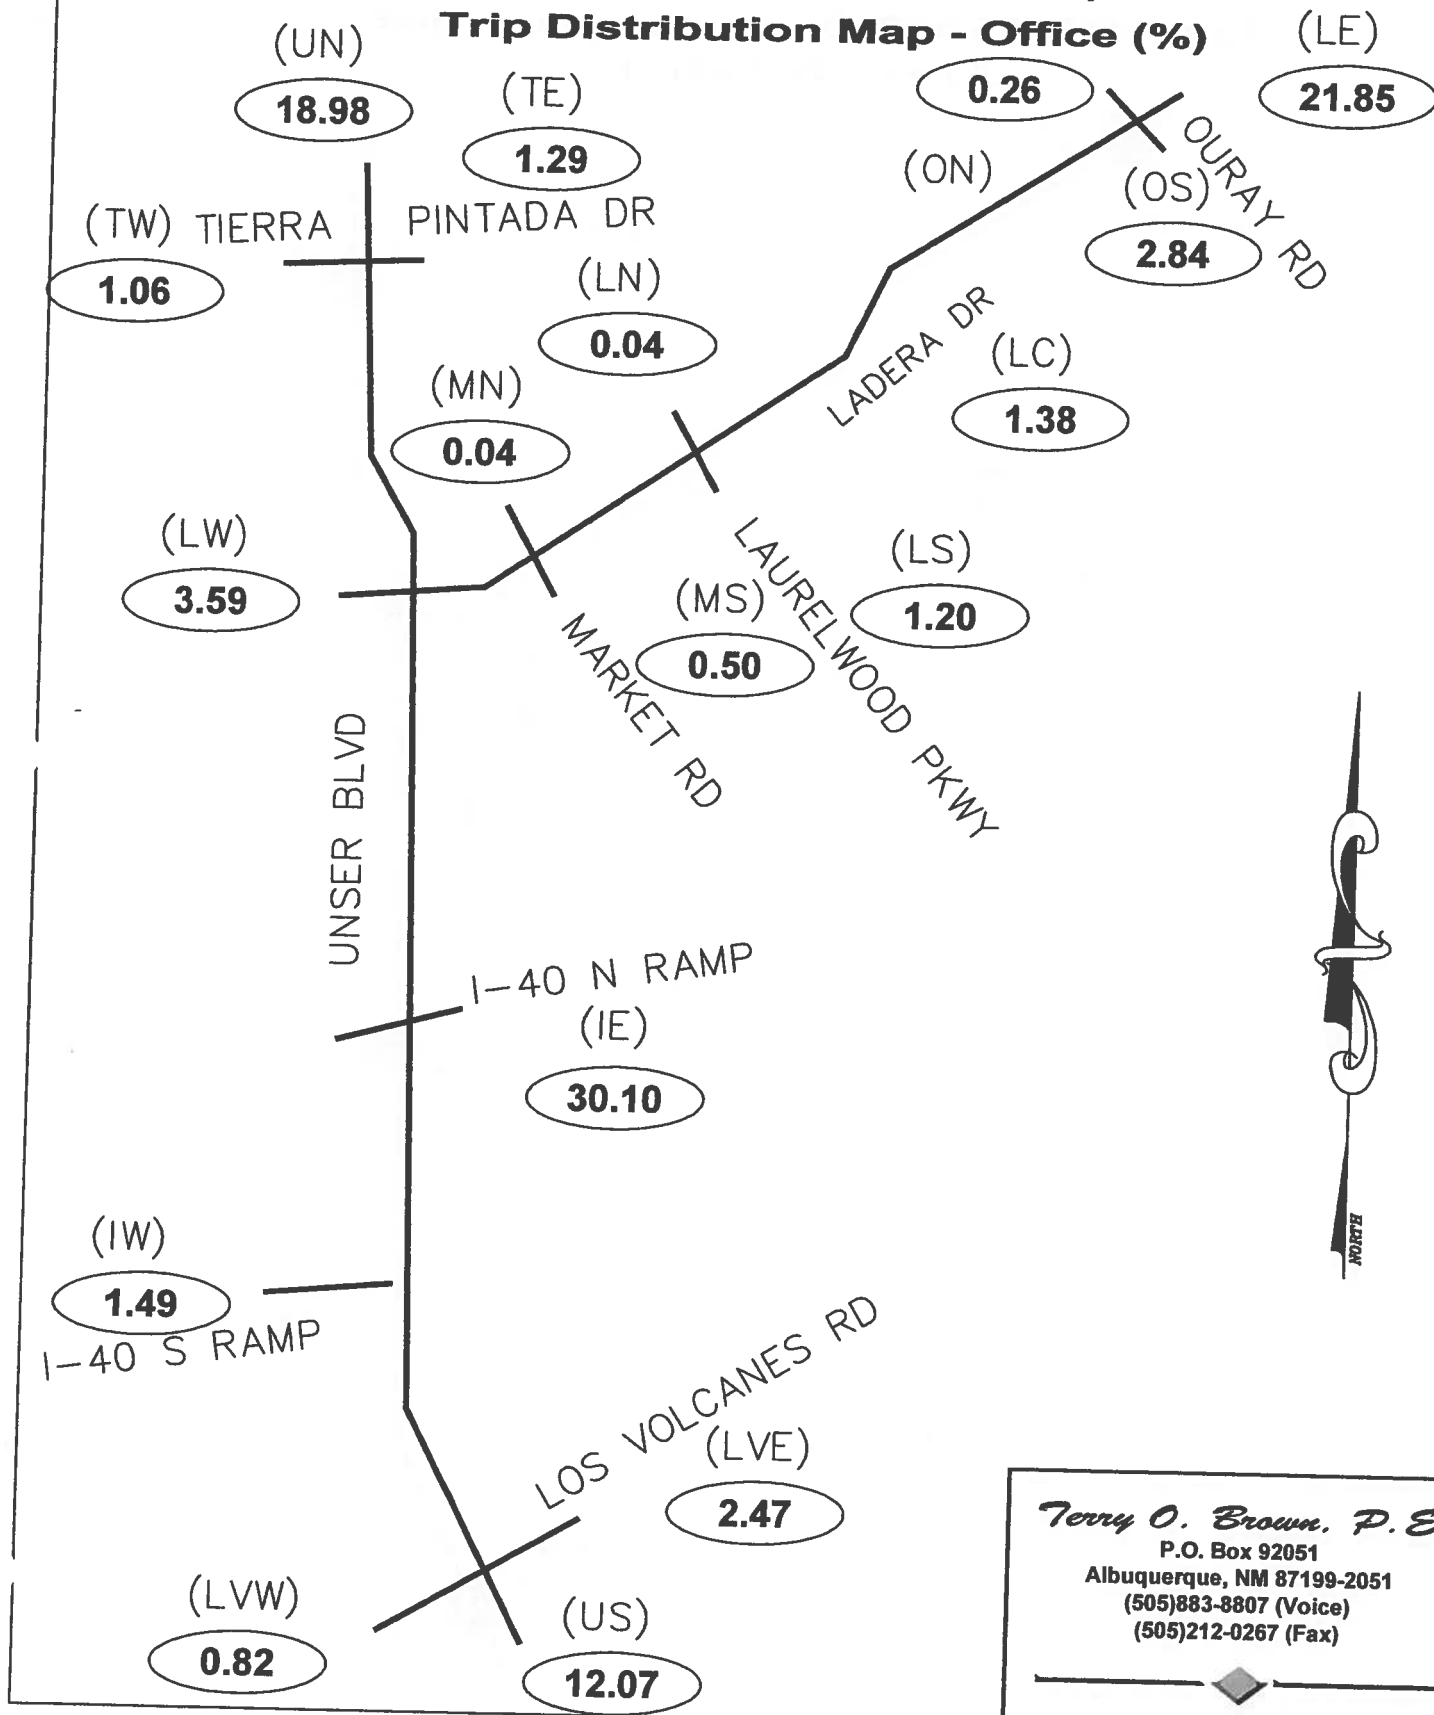 Trip Distribution Map - Office (%)
(UN)
18.98
(TE)
1.29
0.26
(LE)
21.85
(ON)
OURAY RD
(OS)
2.84
(TW)
TIERRA PINTADA DR
1.06
(LN)
0.04
LADERA DR
(LC)
1.38
(MN)
0.04
(LW)
3.59
LAURELWOOD PKWY
(LS)
1.20
(MS)
0.50
MARKET RD
UNSER BLVD
I-40 N RAMP
(IE)
30.10
(IW)
1.49
I-40 S RAMP
NORTH
LOS VOLCANES RD
(LVE)
2.47
(LVW)
0.82
(US)
12.07
Terry O. Brown, P.E
P.O. Box 92051
Albuquerque, NM 87199-2051
(505)883-8807 (Voice)
(505)212-0267 (Fax)